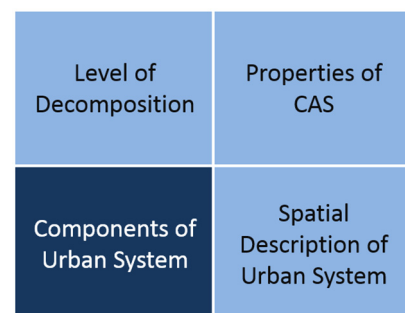 Level of
Decomposition
Properties of
CAS
Components of
Urban System
Spatial
Description of
Urban System